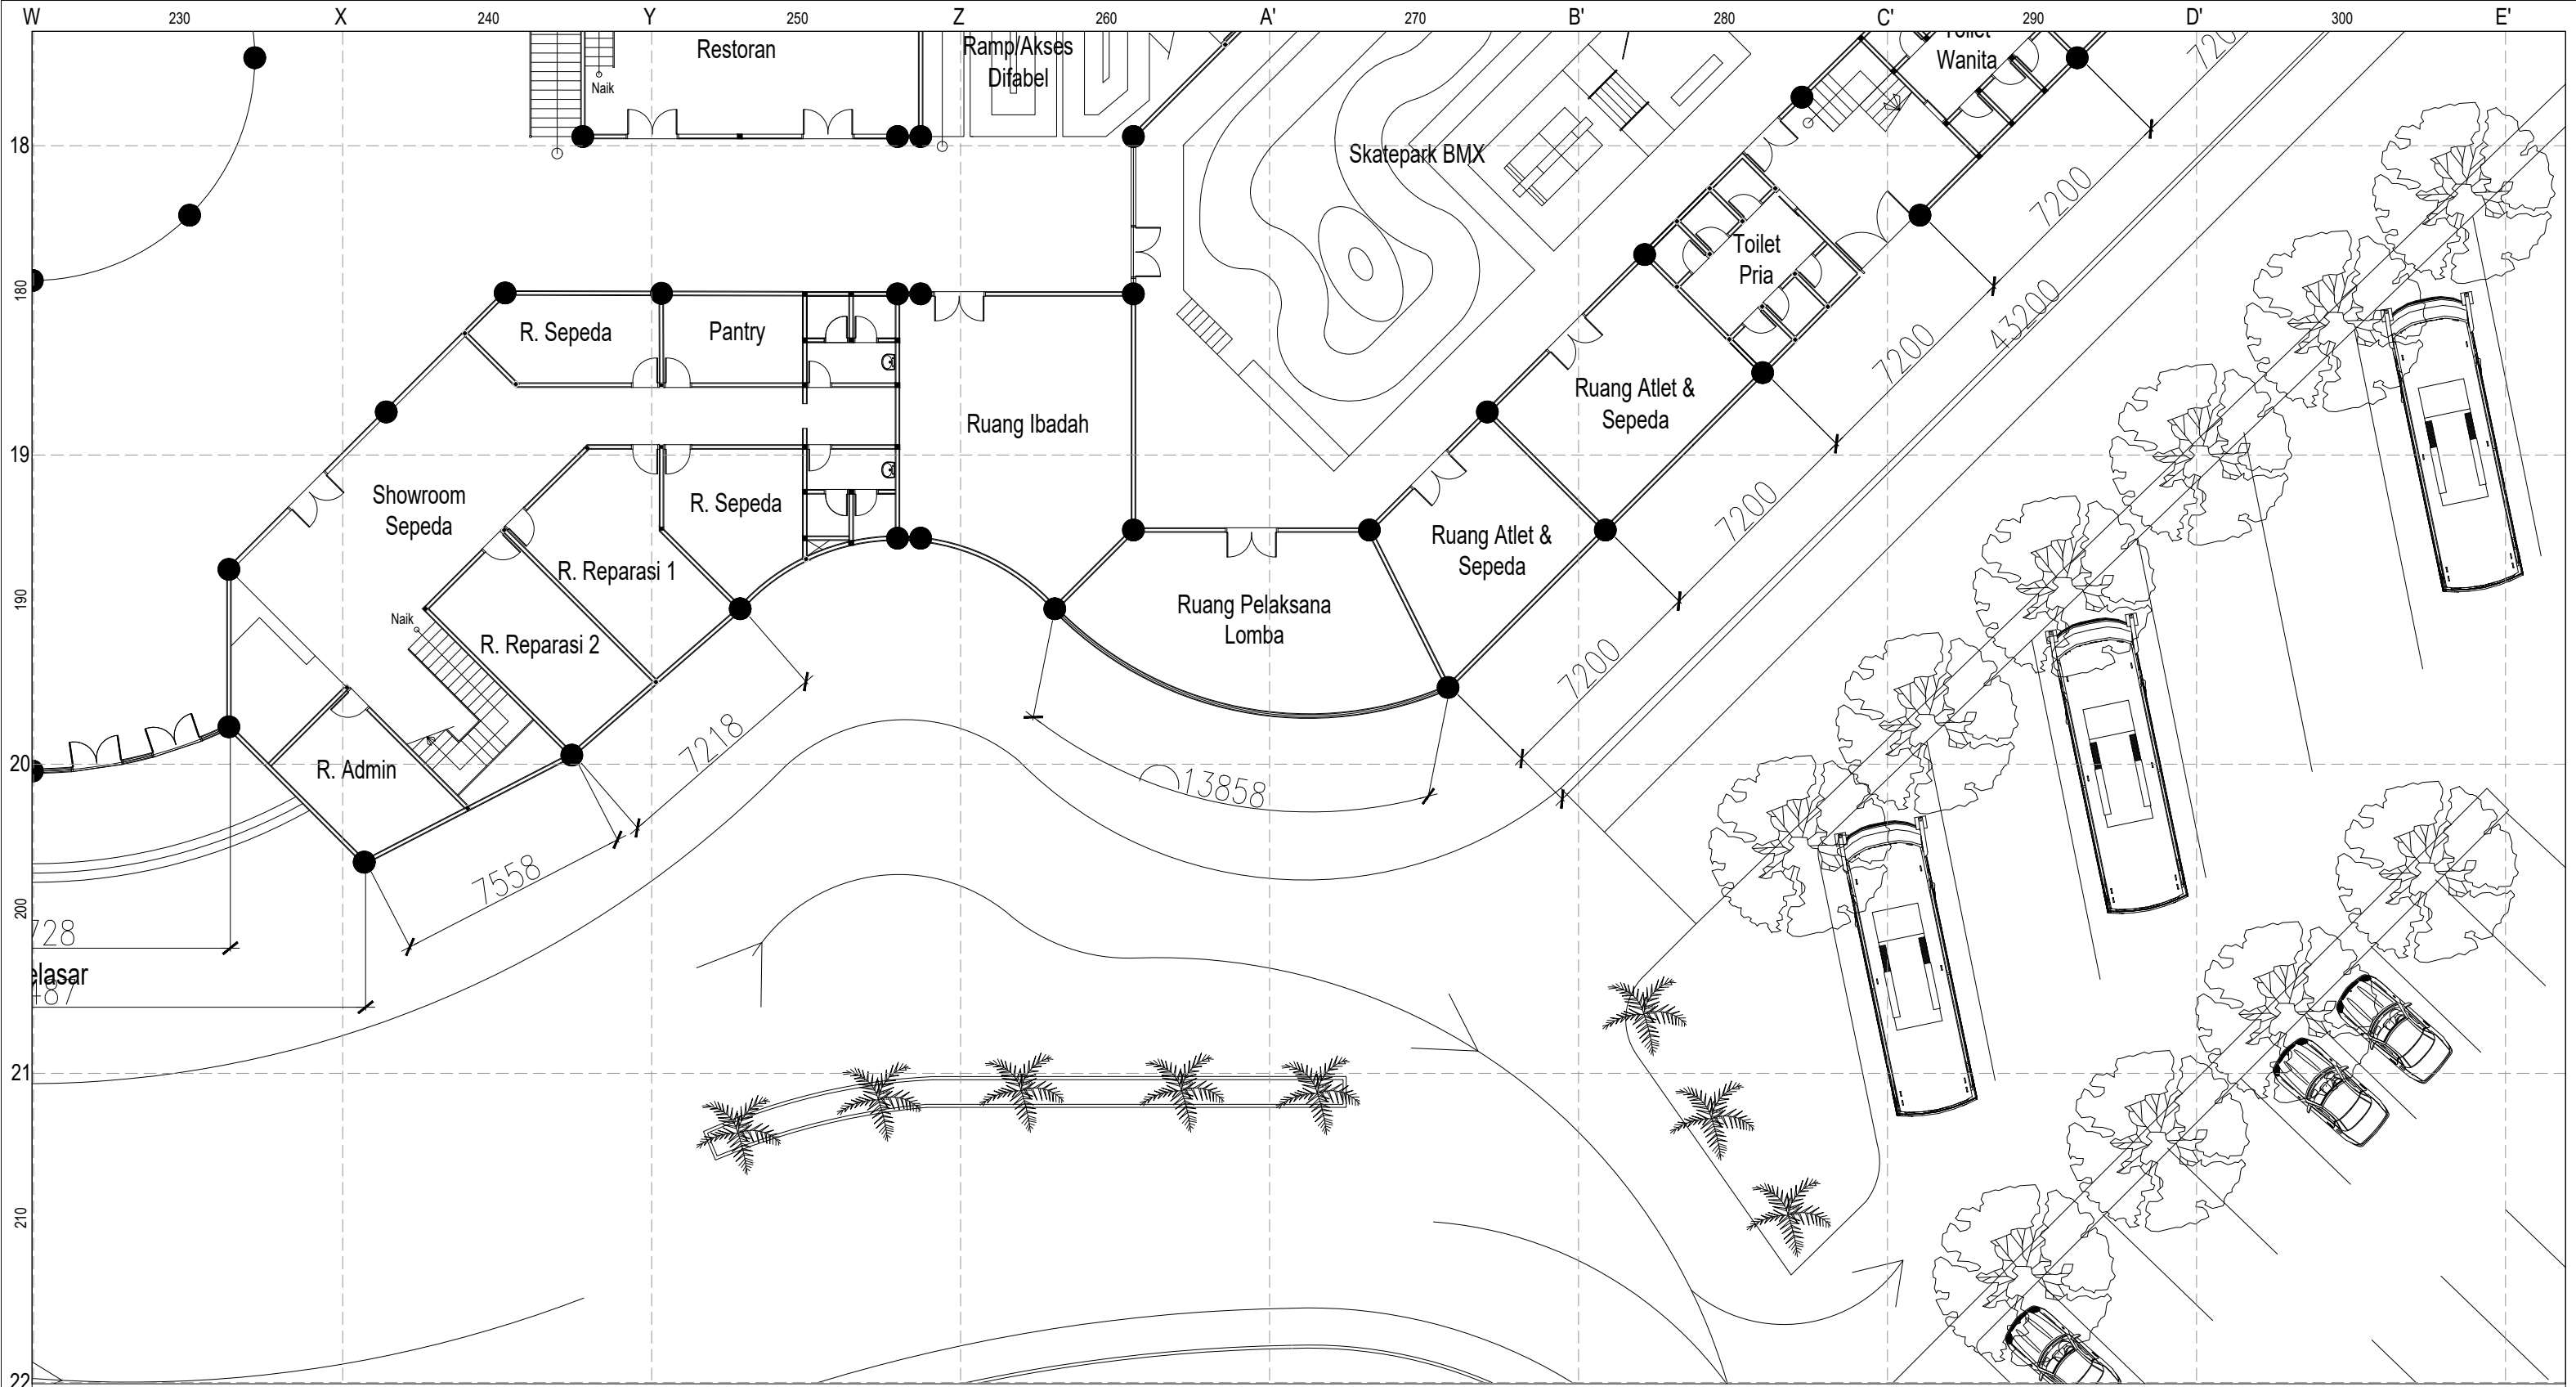 W 230 X 240 Y 250 Z 260 A' 270 B' 280 C' 290 D' 300 E'
Restoran
Naik
Ramp/Akses
Difabel
Toilet
Wanita
720
18
Skatepark BMX
7200
Toilet
Pria
180
R. Sepeda
Pantry
43200
7200
Ruang Atlet &
Sepeda
Ruang Ibadah
19
Showroom
Sepeda
R. Sepeda
7200
Ruang Atlet &
Sepeda
R. Reparasi 1
190
Naik
Ruang Pelaksana
Lomba
R. Reparasi 2
7200
7218
20
R. Admin
13858
7558
200
728
elasar
487
21
210
22